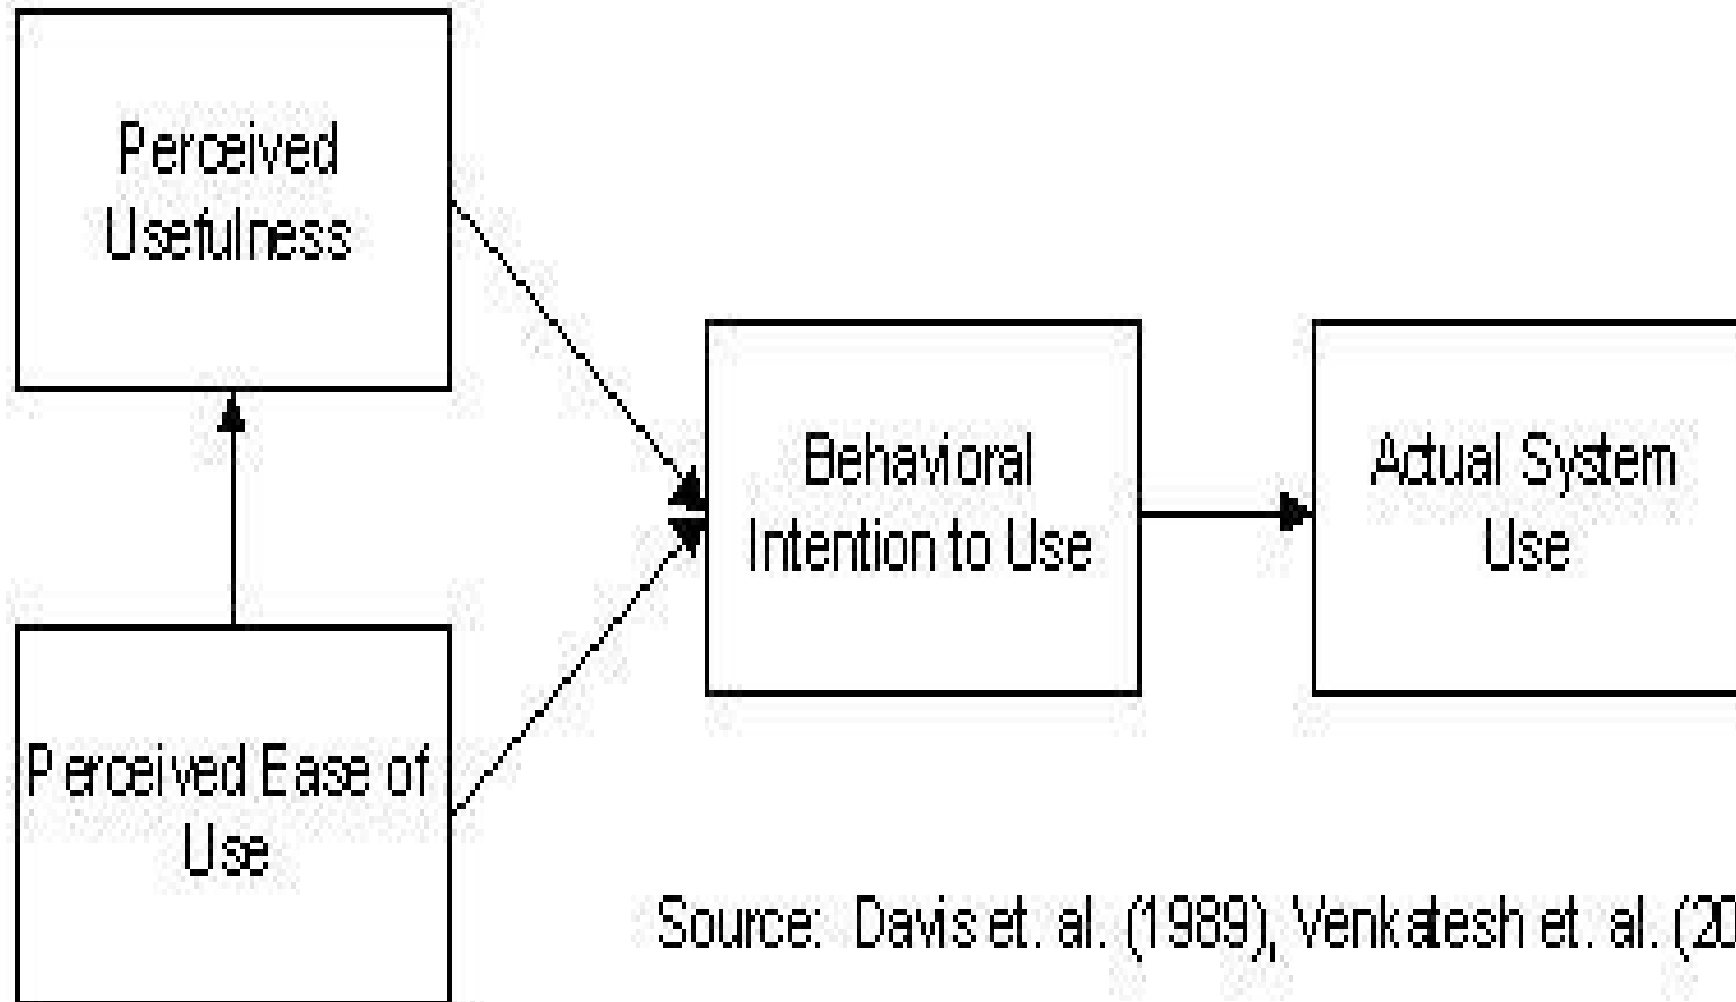 Perceived
Usefulness
Behavioral
Intention to Use
Actual System
Use
Perceived Ease of
Use
Source: Davis et. al. (1989), Venkatesh et. al. (20